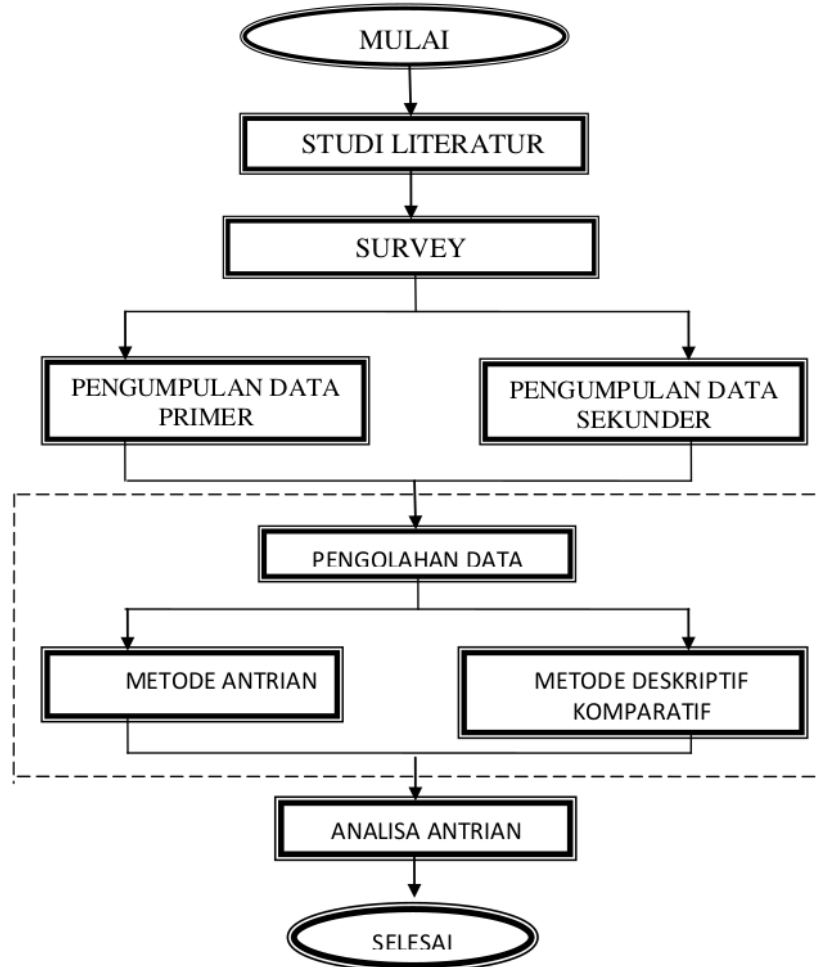 MULAI
STUDI LITERATUR
SURVEY
PENGUMPULAN DATA
PRIMER
PENGUMPULAN DATA
SEKUNDER
PENGOLAHAN DATA
METODE ANTRIAN
METODE DESKRIPTIF
KOMPARATIF
ANALISA ANTRIAN
SELESAI